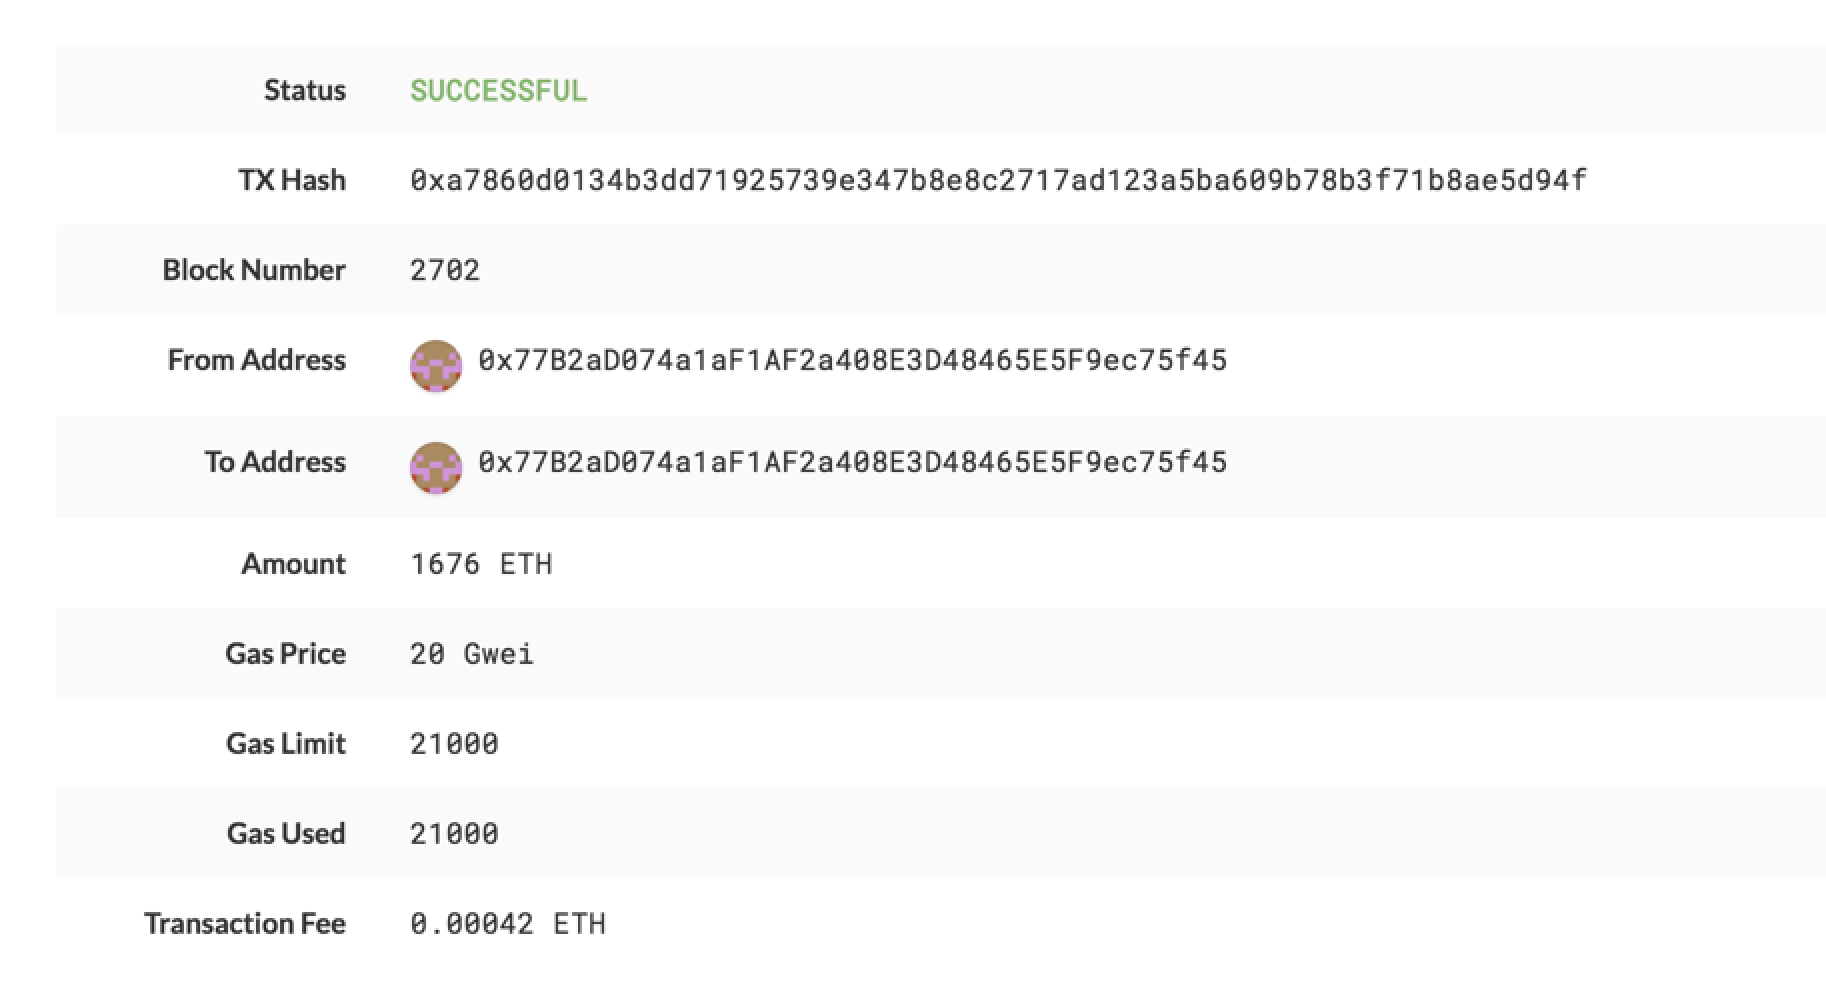 Status SUCCESSFUL
TX Hash 0xa7860d0134b3dd71925739e347b8e8c2717ad123a5ba609b78b3f71b8ae5d94f
Block Number 2702
From Address 0x77B2aD074a1aF1AF2a408E3D48465E5F9ec75f45
To Address 0x77B2aD074a1aF1AF2a408E3D48465E5F9ec75f45
Amount 1676 ETH
Gas Price 20 Gwei
Gas Limit 21000
Gas Used 21000
Transaction Fee 0.00042 ETH